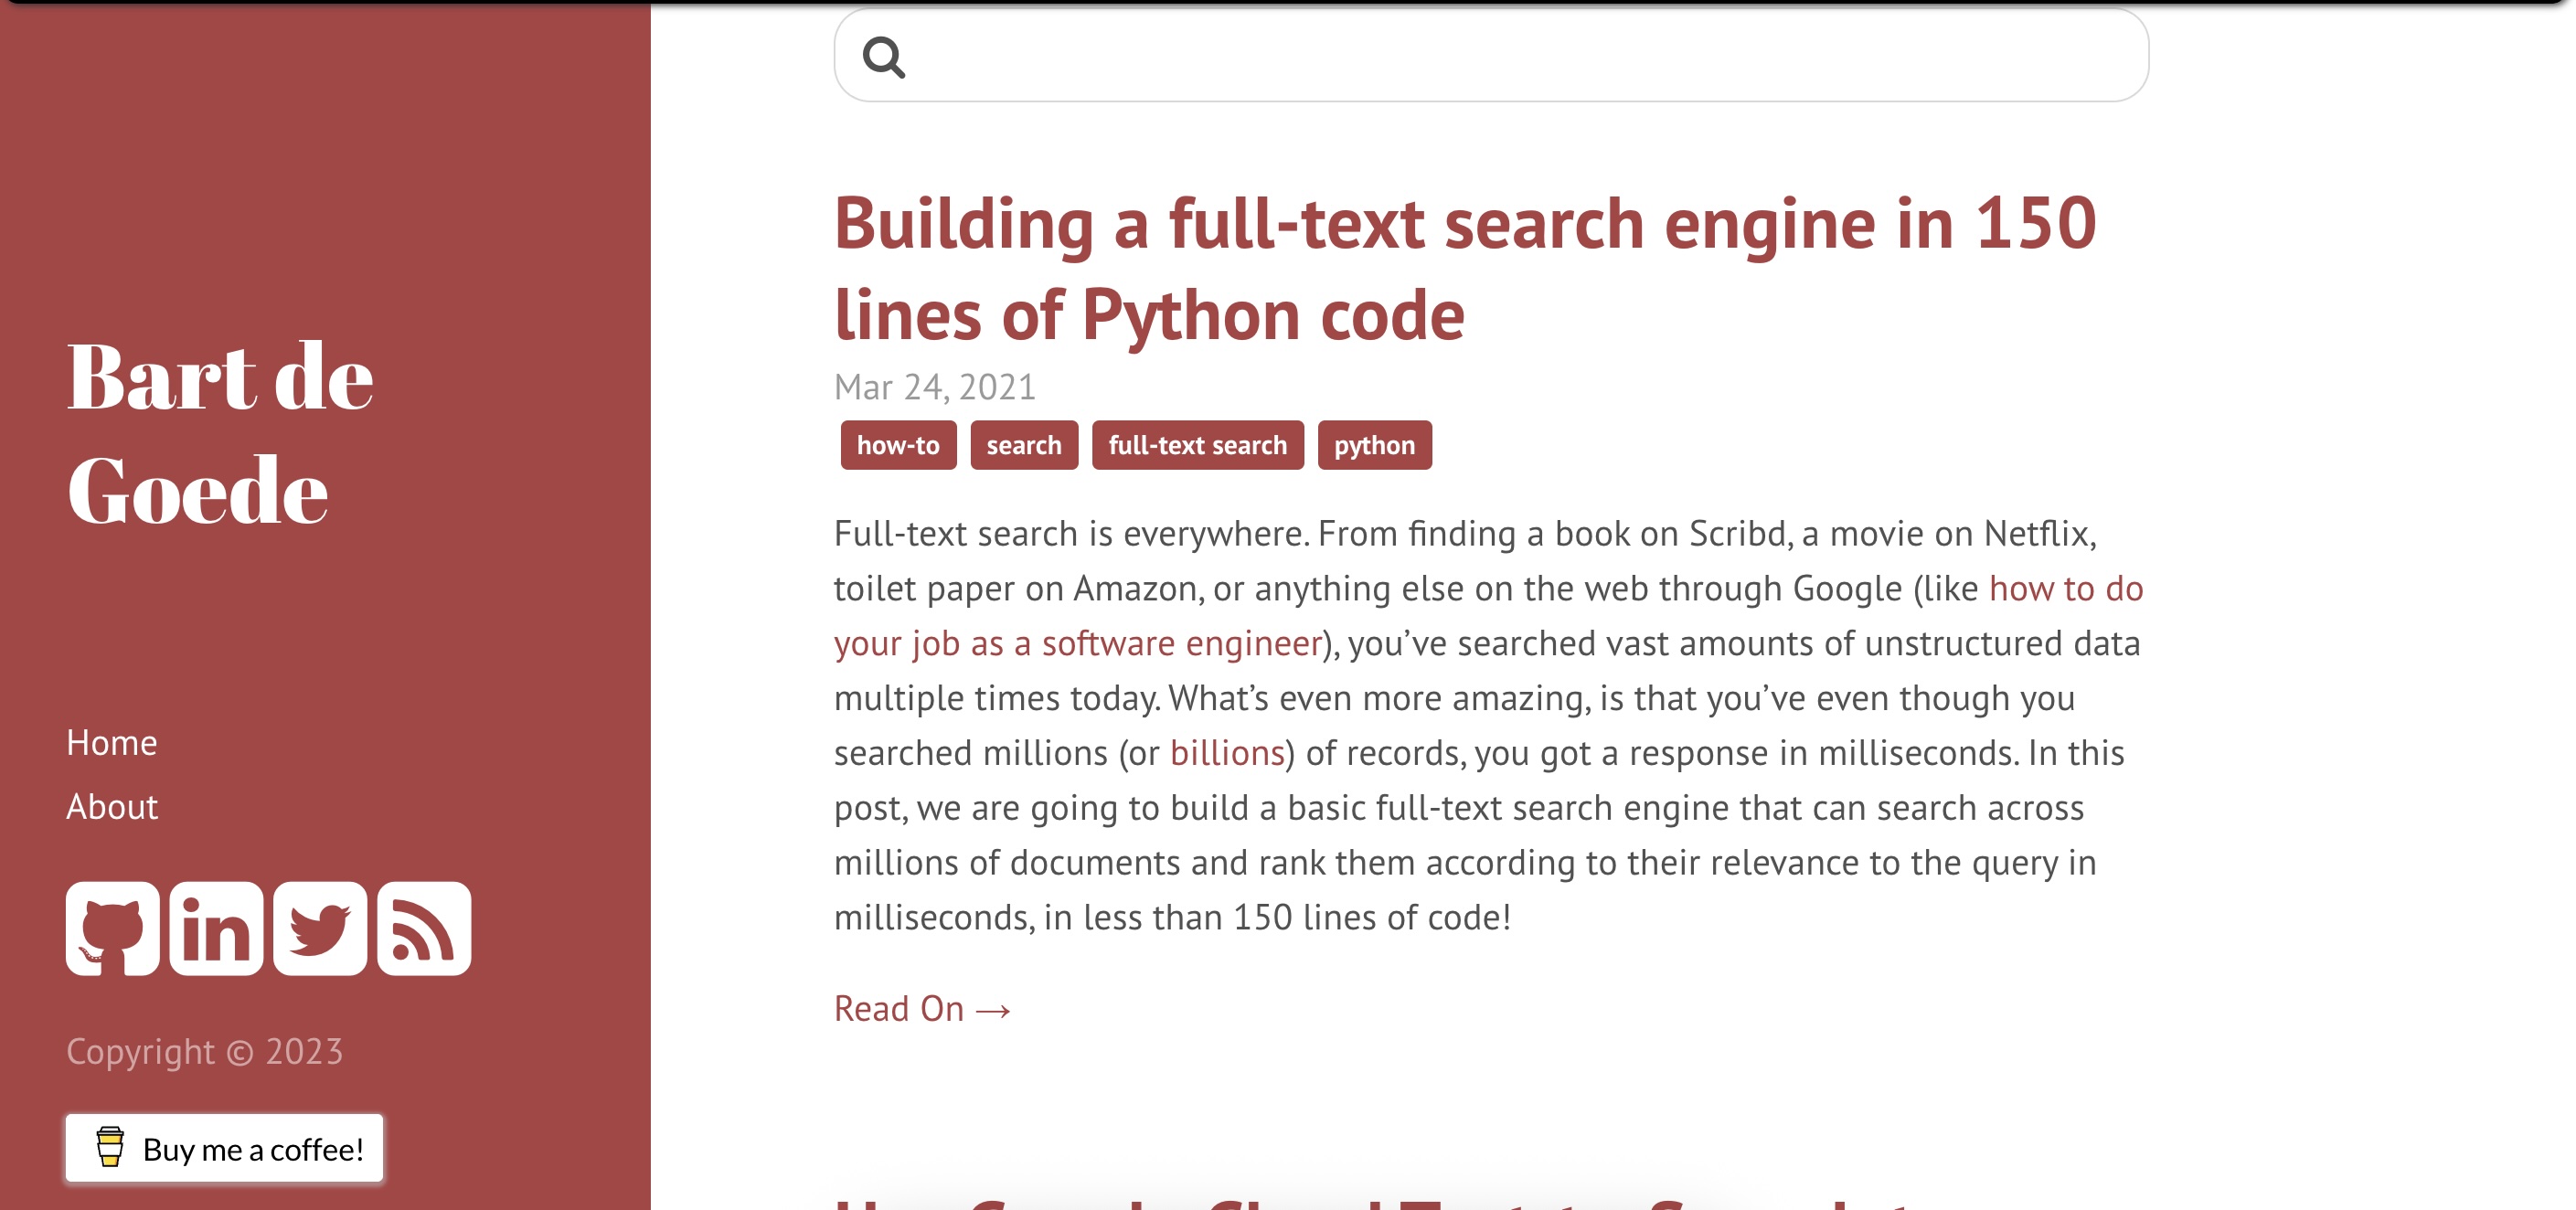 Bart de
Goede
Home
About
in
Copyright © 2023
Buy me a coffee!
Building a full-text search engine in 150
lines of Python code
Mar 24, 2021
how-to search full-text search python
Full-text search is everywhere. From finding a book on Scribd, a movie on Netflix,
toilet paper on Amazon, or anything else on the web through Google (like how to do
your job as a software engineer), you’ve searched vast amounts of unstructured data
multiple times today. What’s even more amazing, is that you’ve even though you
searched millions (or billions) of records, you got a response in milliseconds. In this
post, we are going to build a basic full-text search engine that can search across
millions of documents and rank them according to their relevance to the query in
milliseconds, in less than 150 lines of code!
Read On →